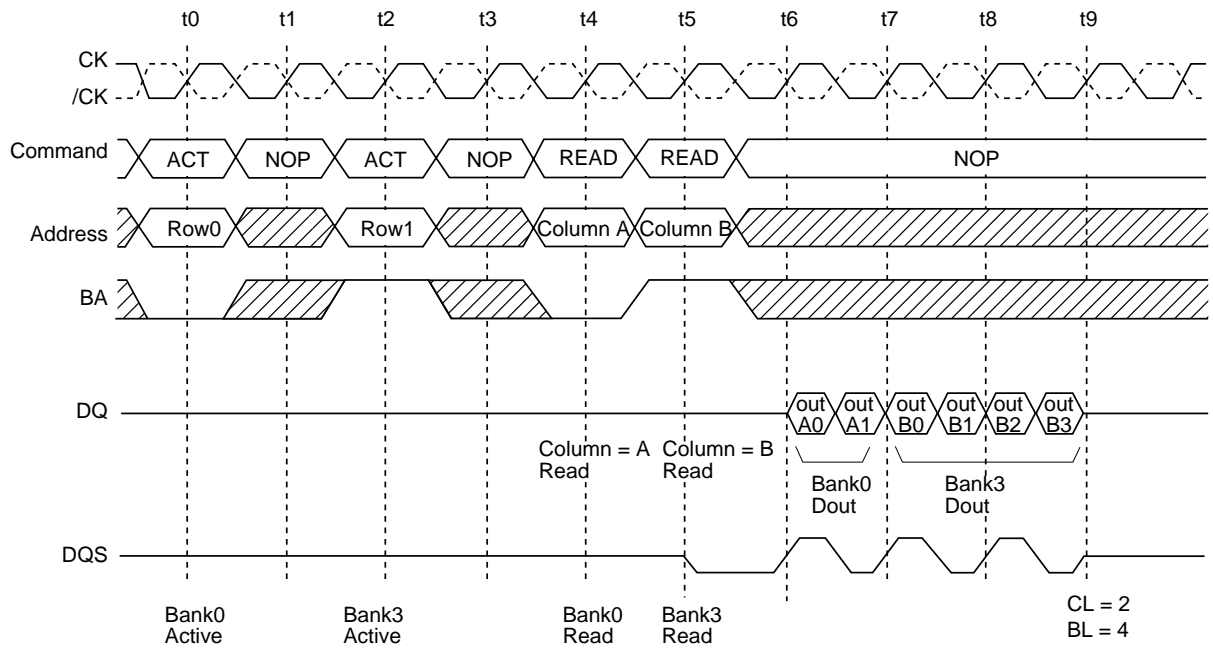 t0 t1 t2 t3 t4 t5 t6 t7 t8 t9
CK
/CK
Command ACT NOP ACT NOP READ READ NOP
Address Row0 Row1 Column A Column B
BA
DQ out out out out out out
A0 A1 B0 B1 B2 B3
Column = A Column = B
Read Read
Bank0 Bank3
Dout Dout
DQS
Bank0 Bank3 Bank0 Bank3
Active Active Read Read
CL = 2
BL = 4